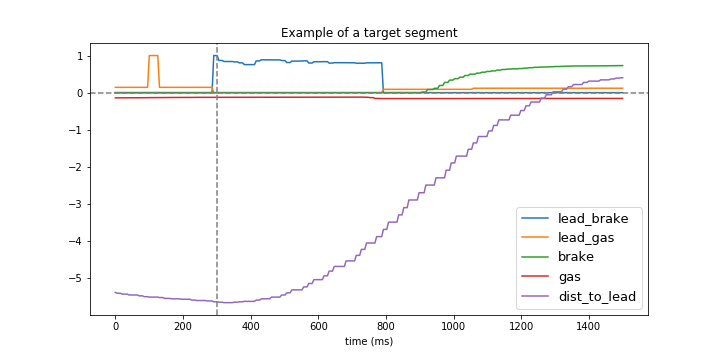 Example of a target segment
1
0
−1
−2
−3
−4
−5
lead_brake
lead_gas
brake
gas
dist_to_lead
0 200 400 600 800 1000 1200 1400
time (ms)